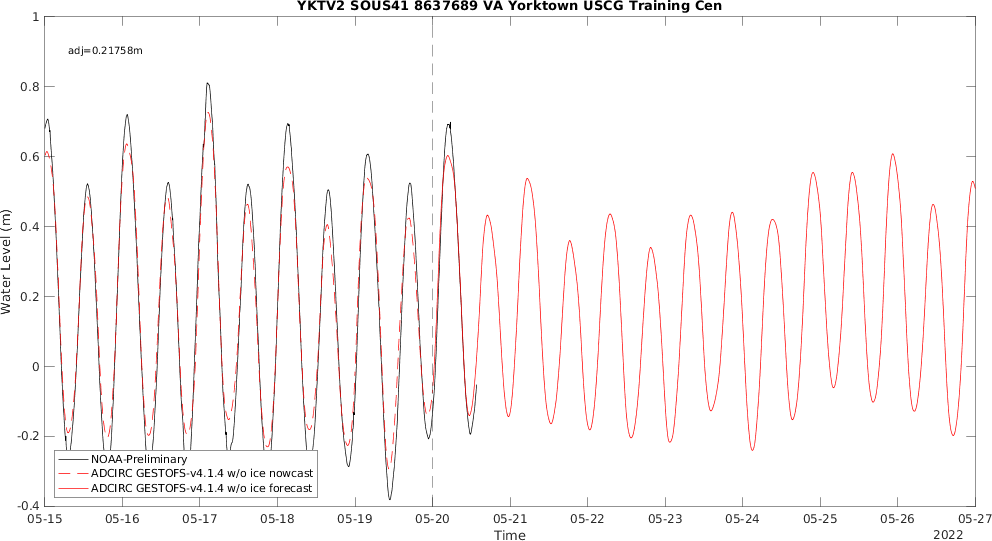 YKTV2 SOUS41 8637689 VA Yorktown USCG Training Cen
adj=0.21758m
Water Level (m)
1
0.8
0.6
0.4
0.2
0
-0.2
-0.4
NOAA-Preliminary
ADCIRC GESTOFS-v4.1.4 w/o ice nowcast
ADCIRC GESTOFS-v4.1.4 w/o ice forecast
05-15 05-16 05-17 05-18 05-19 05-20 05-21 05-22 05-23 05-24 05-25 05-26 05-27
Time
2022